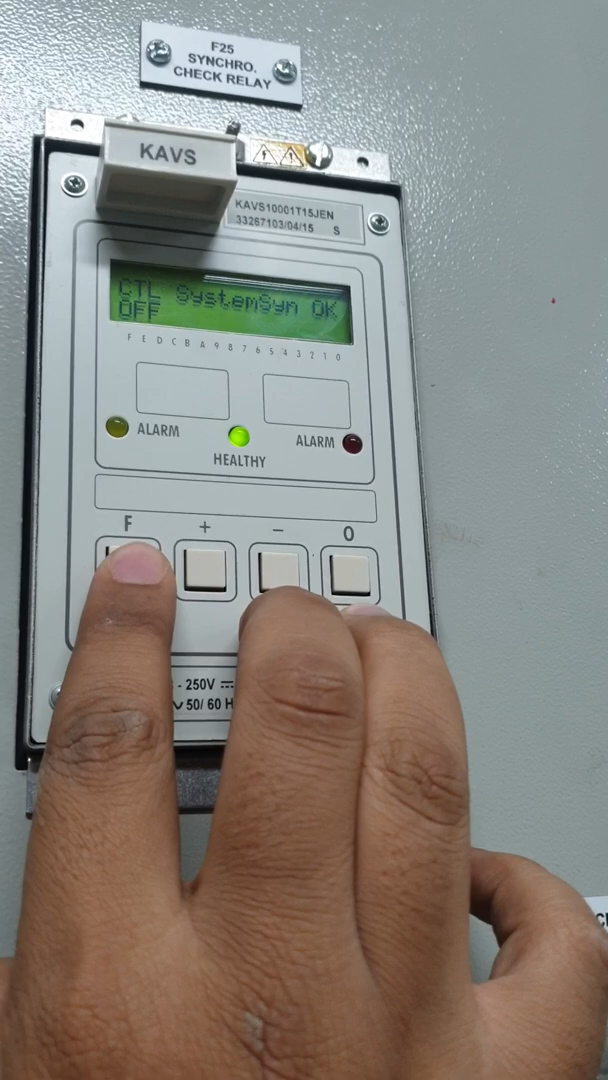 F25
SYNCHRO.
CHECK RELAY
KAVS
KAVS10001T15JEN
33267103/04/15 S
CTL SystemSyn OK
OFF
F E D C B A 9 8 7 6 5 4 3 2 1 0
ALARM
HEALTHY
ALARM
F + - 0
- 250V
50/ 60 H